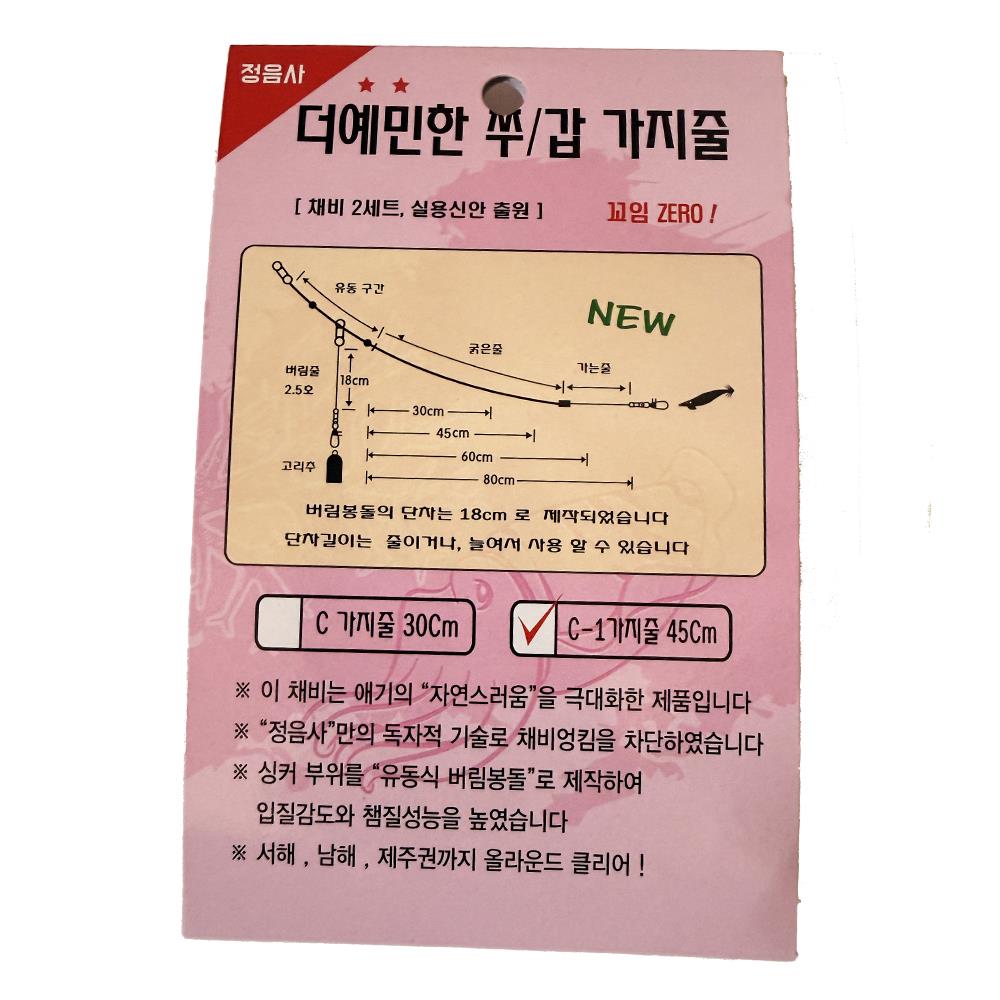 정음사
★ ★
더예민한 쭈/갑 가지줄
[ 채비 2세트, 실용신안 출원 ]
꼬임 ZERO !
유동 구간
NEW
굵은줄
가는줄
버림줄
2.5호
18cm
30cm
45cm
60cm
고리추
80cm
버림봉돌의 단차는 18cm 로 제작되었습니다
단차길이는 줄이거나, 늘여서 사용 할 수 있습니다
C 가지줄 30Cm
C-1가지줄 45Cm
※ 이 채비는 애기의 “자연스러움”을 극대화한 제품입니다
※ “정음사”만의 독자적 기술로 채비엉킴을 차단하였습니다
※ 싱커 부위를 “유동식 버림봉돌”로 제작하여
입질감도와 챔질성능을 높였습니다
※ 서해 , 남해 , 제주권까지 올라운드 클리어 !